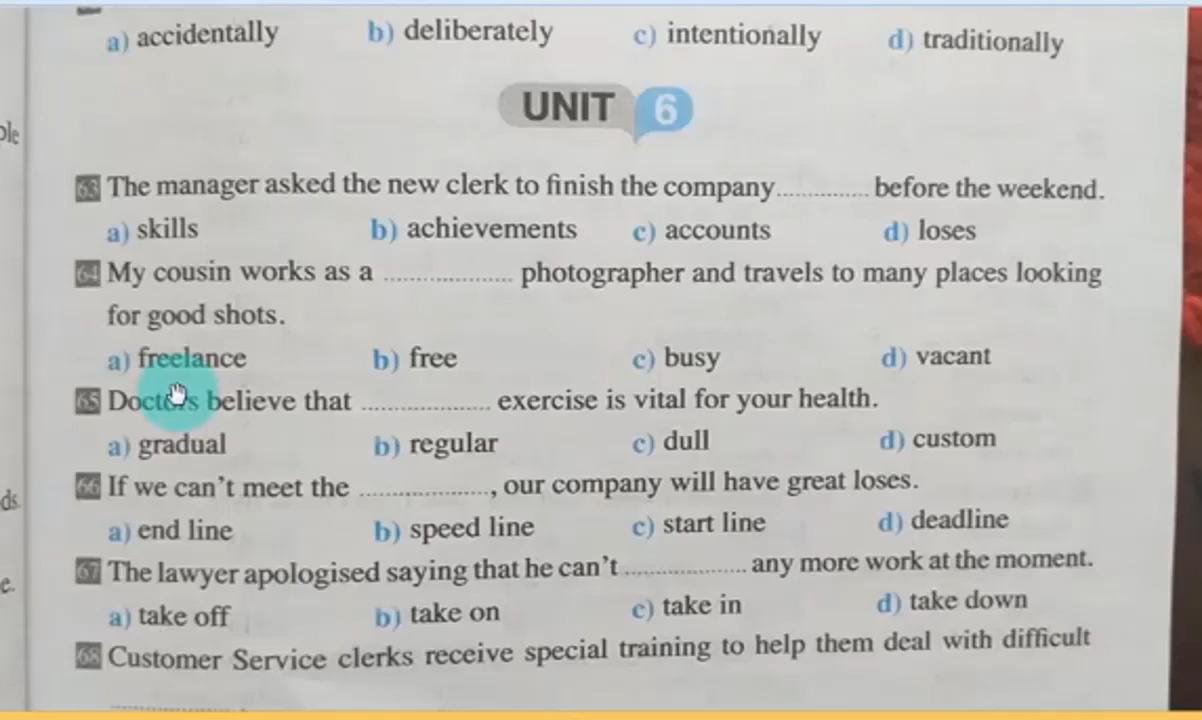 a) accidentally b) deliberately c) intentionally d) traditionally
UNIT 6
63 The manager asked the new clerk to finish the company............ before the weekend.
a) skills b) achievements c) accounts d) loses
64 My cousin works as a .................. photographer and travels to many places looking
for good shots.
a) freelance b) free c) busy d) vacant
65 Doctors believe that .................. exercise is vital for your health.
a) gradual b) regular c) dull d) custom
66 If we can't meet the .................., our company will have great loses.
a) end line b) speed line c) start line d) deadline
67 The lawyer apologised saying that he can't................. any more work at the moment.
a) take off b) take on c) take in d) take down
68 Customer Service clerks receive special training to help them deal with difficult
..................
ds.
e.